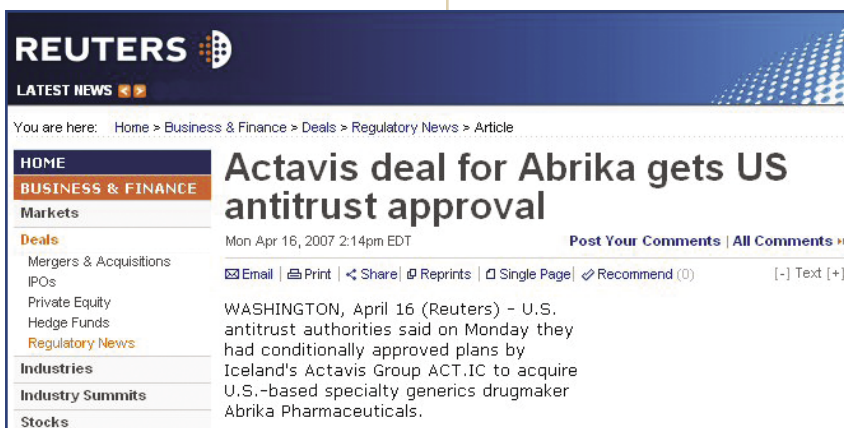 REUTERS
LATEST NEWS
You are here: Home > Business & Finance > Deals > Regulatory News > Article
HOME
BUSINESS & FINANCE
Markets
Deals
Mergers & Acquisitions
IPOs
Private Equity
Hedge Funds
Regulatory News
Industries
Industry Summits
Stocks
Actavis deal for Abrika gets US
antitrust approval
Mon Apr 16, 2007 2:14pm EDT Post Your Comments | All Comments
Email | Print | Share | Reprints | Single Page | Recommend (0) [-] Text [+]
WASHINGTON, April 16 (Reuters) - U.S.
antitrust authorities said on Monday they
had conditionally approved plans by
Iceland's Actavis Group ACT.IC to acquire
U.S.-based specialty generics drugmaker
Abrika Pharmaceuticals.